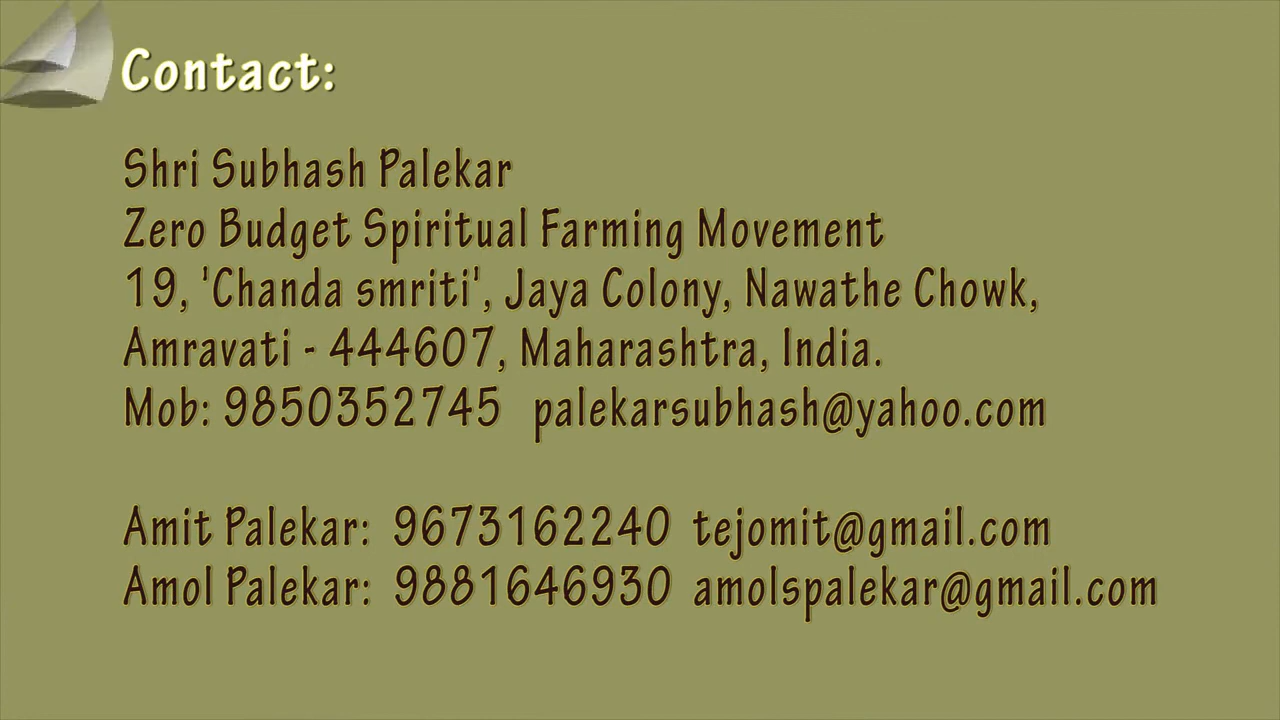 Contact:
Shri Subhash Palekar
Zero Budget Spiritual Farming Movement
19, 'Chanda smriti', Jaya Colony, Nawathe Chowk,
Amravati - 444607, Maharashtra, India.
Mob: 9850352745 palekarsubhash@yahoo.com
Amit Palekar: 9673162240 tejomit@gmail.com
Amol Palekar: 9881646930 amolspalekar@gmail.com